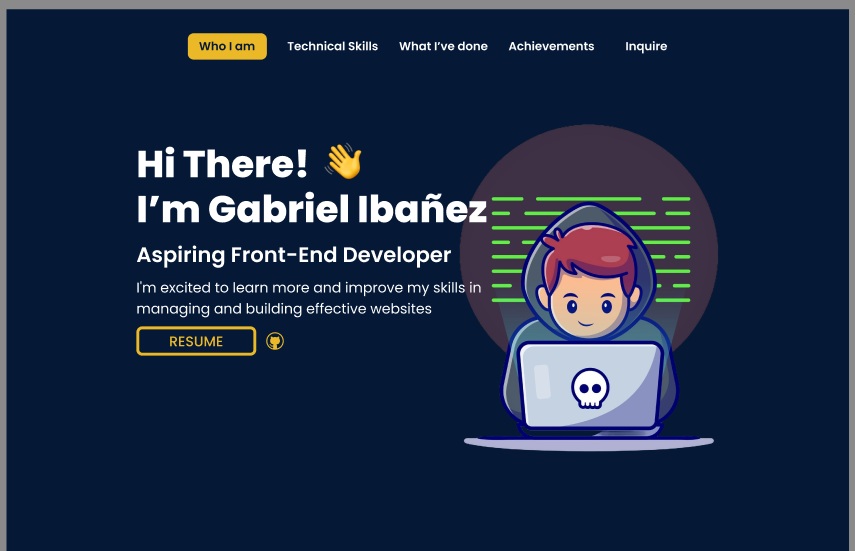 Who I am
Technical Skills
What I’ve done
Achievements
Inquire
Hi There! 👋
I’m Gabriel Ibañez
Aspiring Front-End Developer
I'm excited to learn more and improve my skills in
managing and building effective websites
RESUME